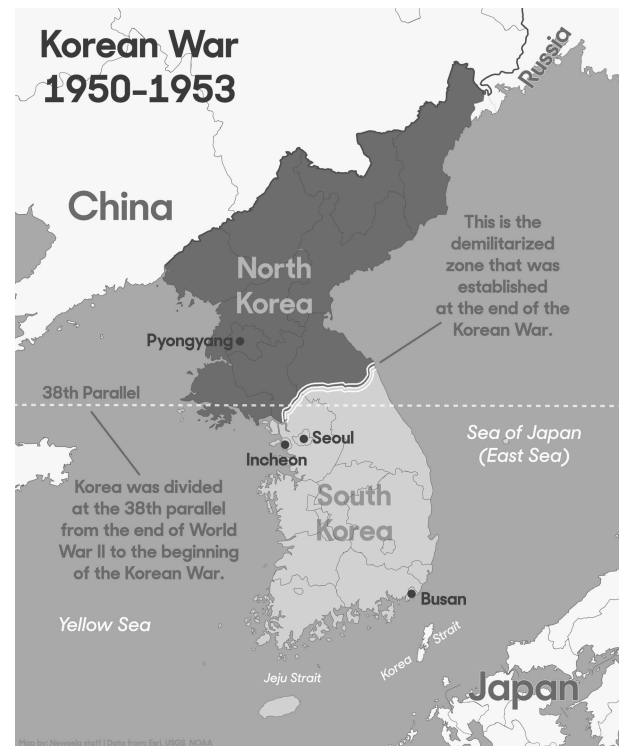 Korean War
1950-1953
Russia
China
This is the
demilitarized
zone that was
established
at the end of the
Korean War.
North
Korea
Pyongyang
38th Parallel
Sea of Japan
(East Sea)
Seoul
Incheon
Korea was divided
at the 38th parallel
from the end of World
War II to the beginning
of the Korean War.
South
Korea
Busan
Yellow Sea
Korea Strait
Jeju Strait
Japan
Map by: Newsela staff | Data from: Esri, USGS, NOAA